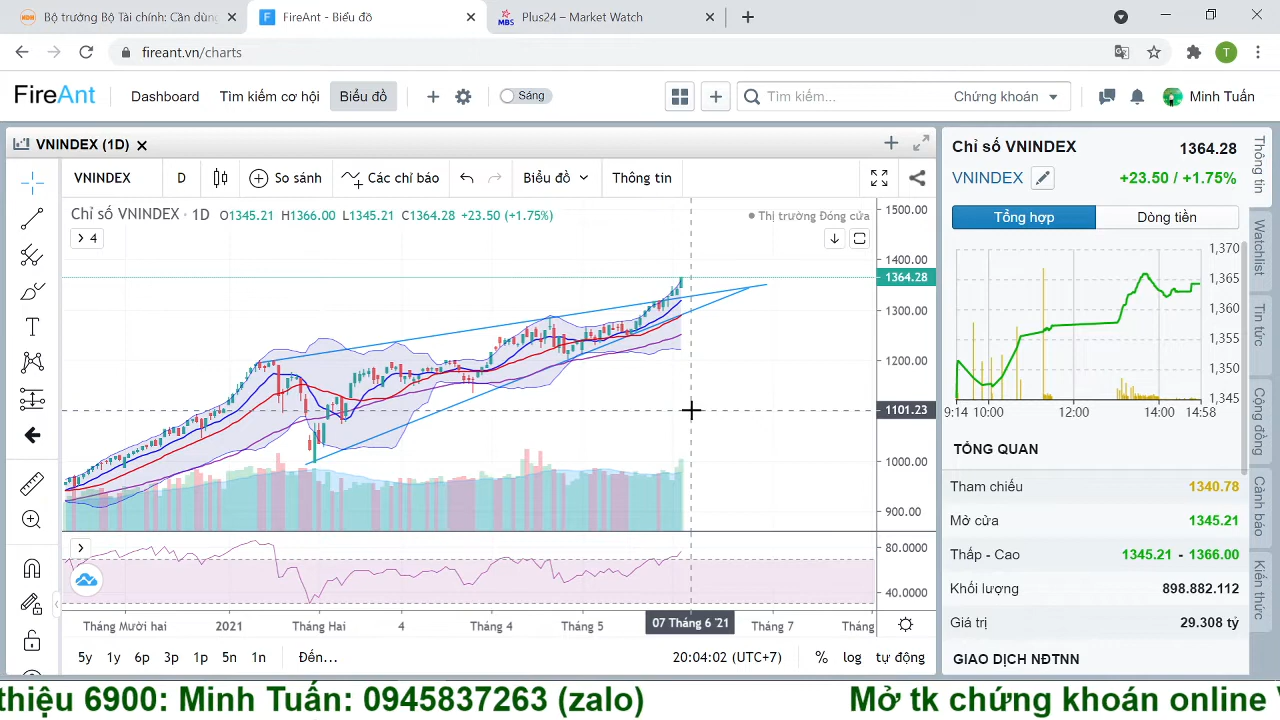 Bộ trưởng Bộ Tài chính: Cần dùng
FireAnt - Biểu đồ
MBS
Plus24 – Market Watch
fireant.vn/charts
T
FireAnt
Dashboard
Tìm kiếm cơ hội
Biểu đồ
Sáng
Tìm kiếm...
Chứng khoán
Minh Tuấn
VNINDEX (1D)
VNINDEX
D
So sánh
Các chỉ báo
Biểu đồ
Thông tin
Chỉ số VNINDEX · 1D O1345.21 H1366.00 L1345.21 C1364.28 +23.50 (+1.75%)
Thị trường Đóng cửa
4
1500.00
1400.00
1364.28
1300.00
1200.00
1101.23
1000.00
900.00
80.0000
40.0000
Tháng Mười hai
2021
Tháng Hai
4
Tháng 4
Tháng 5
07 Tháng 6 '21
Tháng 7
Tháng
5y 1y 6p 3p 1p 5n 1n
Đến...
20:04:02 (UTC+7)
% log tự động
Chỉ số VNINDEX
1364.28
VNINDEX
+23.50 / +1.75%
Tổng hợp
Dòng tiền
1,370
1,365
1,360
1,355
1,350
1,345
9:14 10:00 12:00 14:00 14:58
TỔNG QUAN
Tham chiếu 1340.78
Mở cửa 1345.21
Thấp - Cao 1345.21 - 1366.00
Khối lượng 898.882.112
Giá trị 29.308 tỷ
GIAO DỊCH NĐTNN
Thông tin
Watchlist
Tin tức
Cộng đồng
Cảnh báo
Kiến thức
thiệu 6900: Minh Tuấn: 0945837263 (zalo)
Mở tk chứng khoán online V